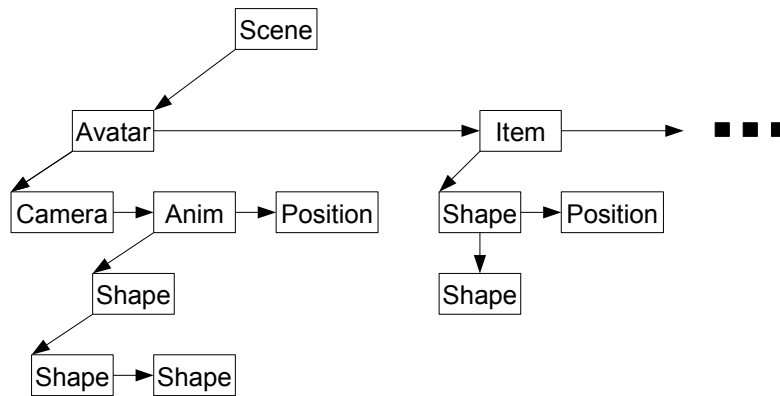 Scene
Avatar
Item
Camera
Anim
Position
Shape
Position
Shape
Shape
Shape
Shape